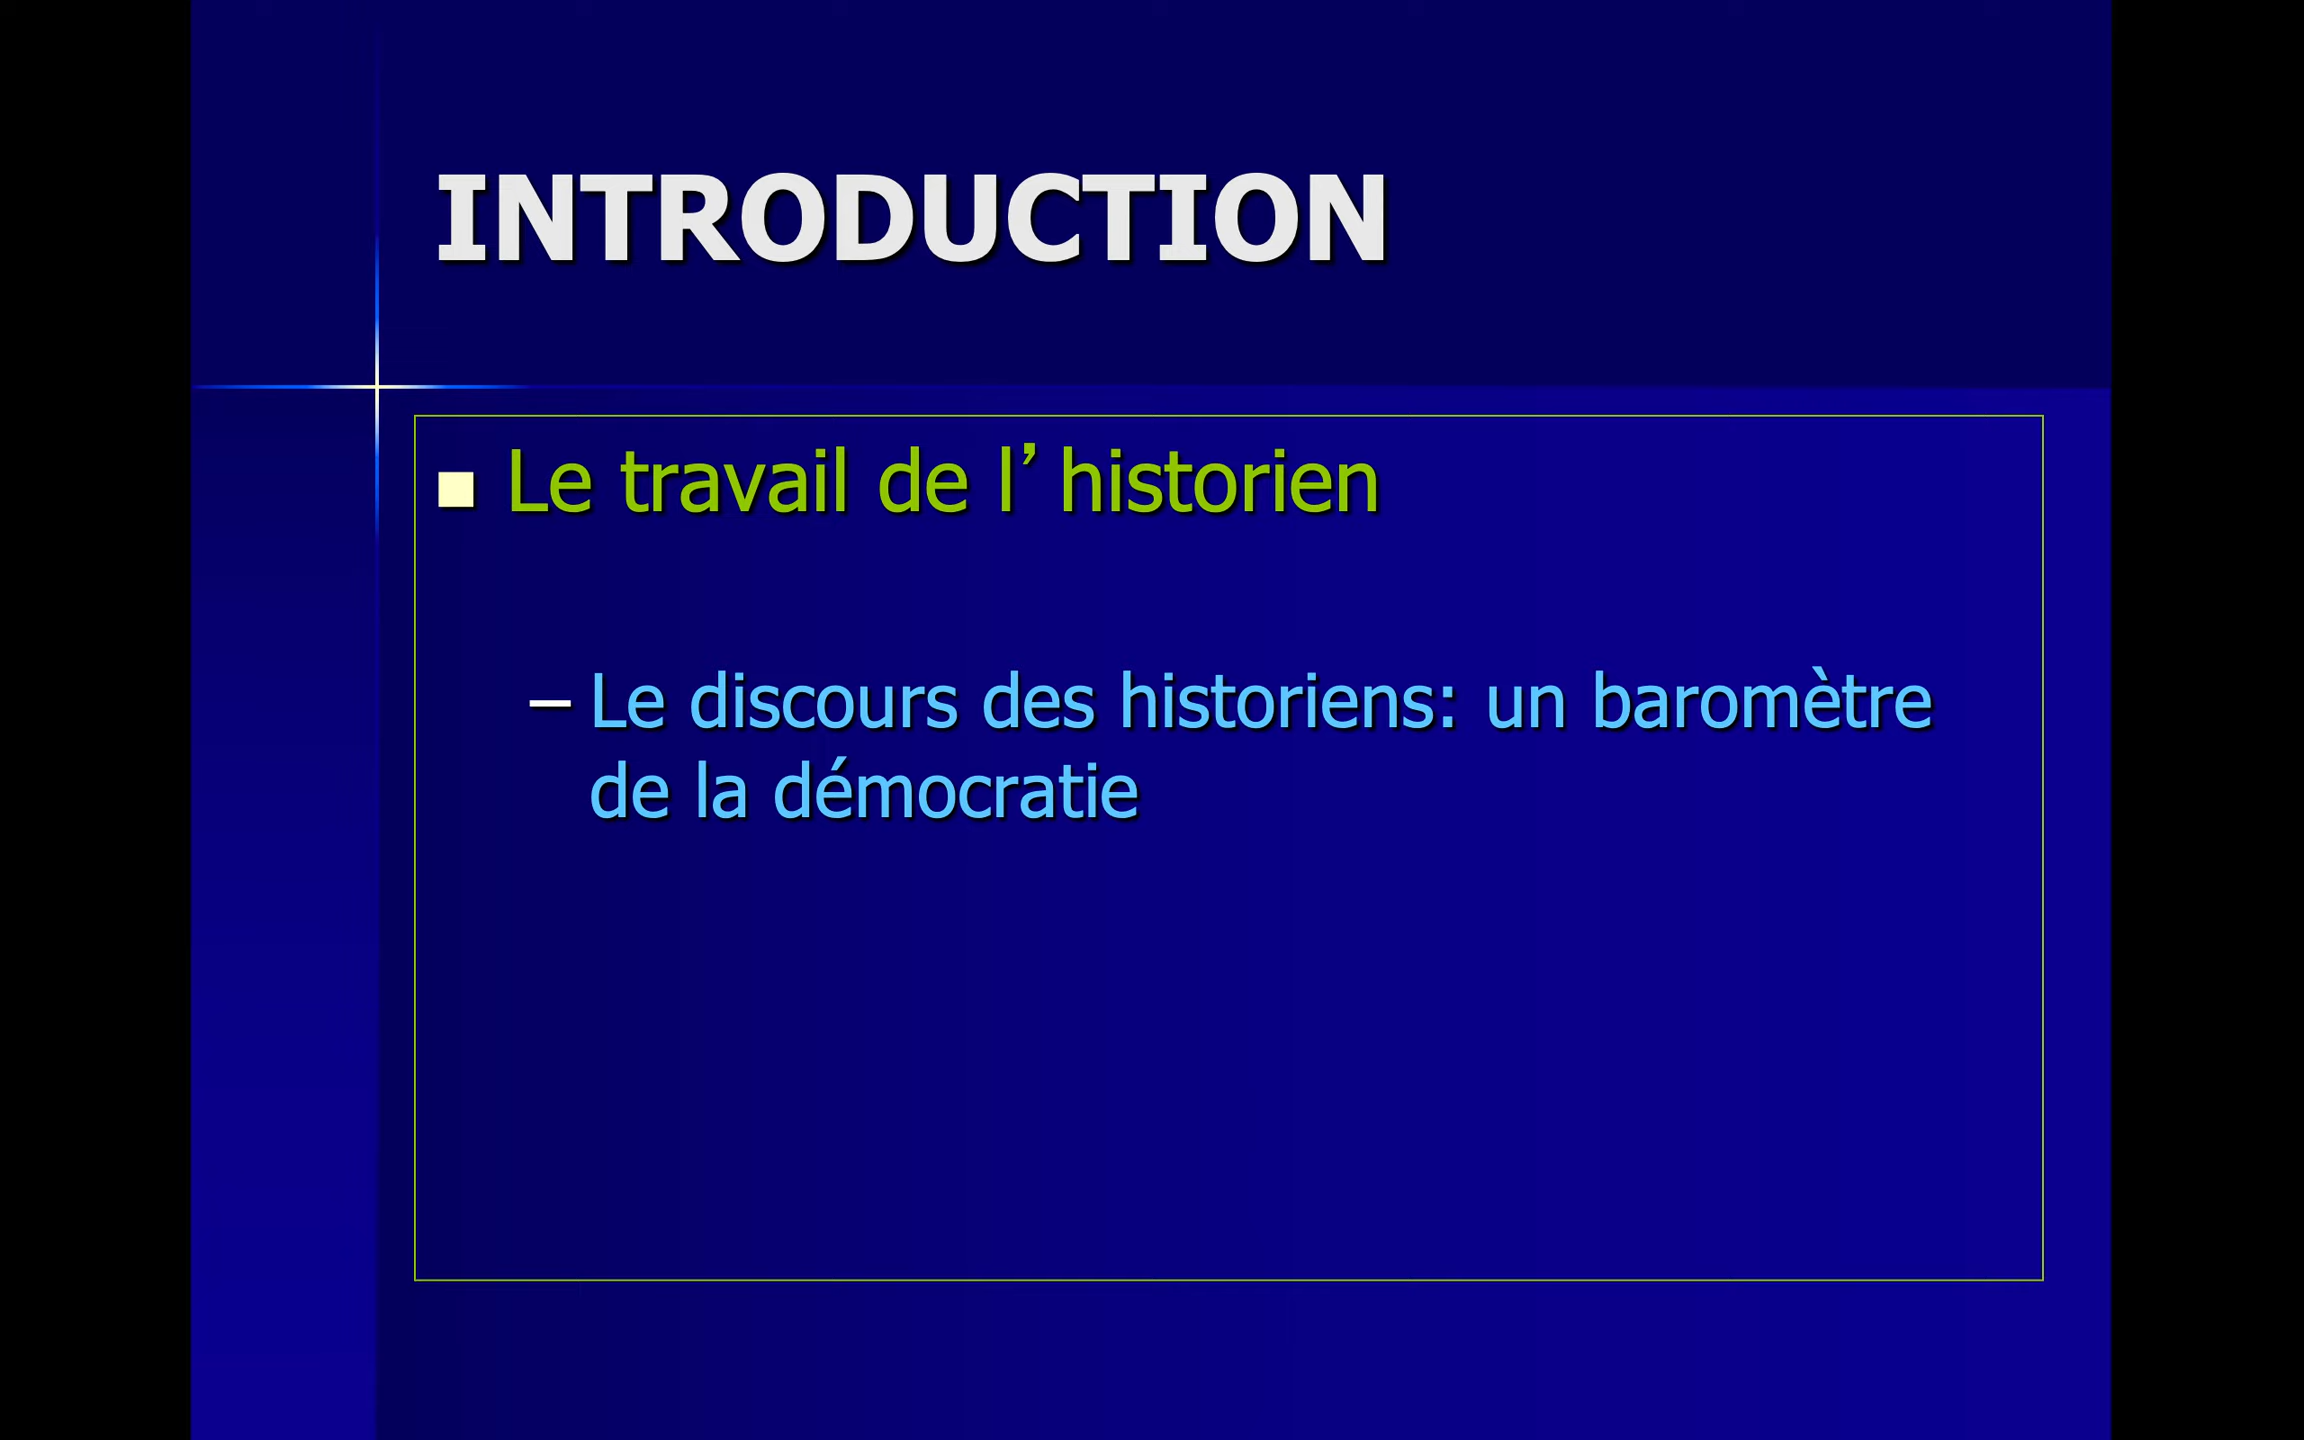 INTRODUCTION
Le travail de l’historien
– Le discours des historiens: un baromètre
de la démocratie